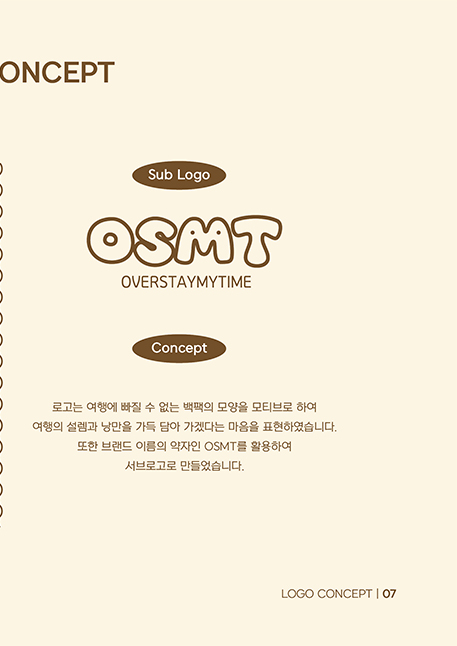 ONCEPT
Sub Logo
OSMT
OVERSTAYMYTIME
Concept
로고는 여행에 빠질 수 없는 백팩의 모양을 모티브로 하여
여행의 설렘과 낭만을 가득 담아 가겠다는 마음을 표현하였습니다.
또한 브랜드 이름의 약자인 OSMT를 활용하여
서브로고로 만들었습니다.
LOGO CONCEPT | 07